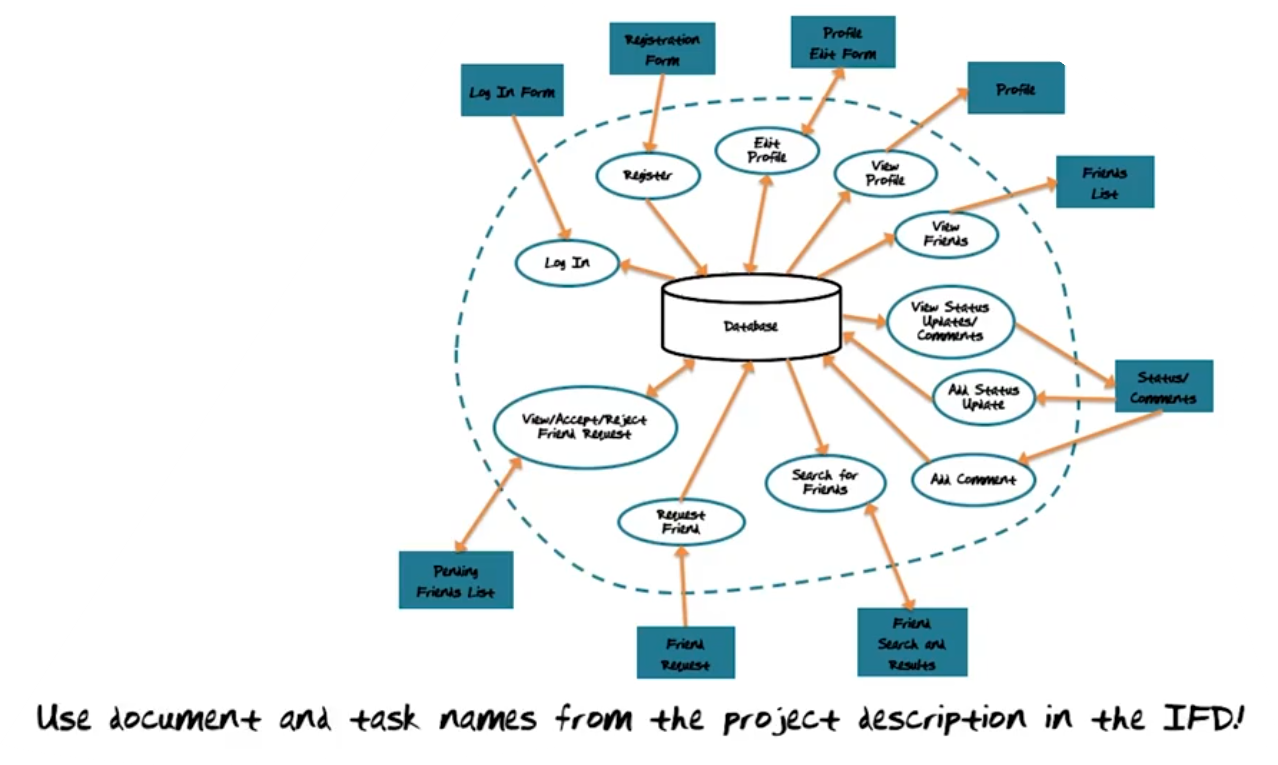 Registration
Form
Profile
Edit Form
Log In Form
Profile
Edit
Profile
View
Profile
Register
Friends
List
View
Friends
Log In
View Status
Updates/
Comments
Database
Status/
Comments
Add Status
Update
View/Accept/Reject
Friend Request
Search for
Friends
Add Comment
Request
Friend
Pending
Friends List
Friend
Request
Friend
Search and
Results
Use document and task names from the project description in the IFD!